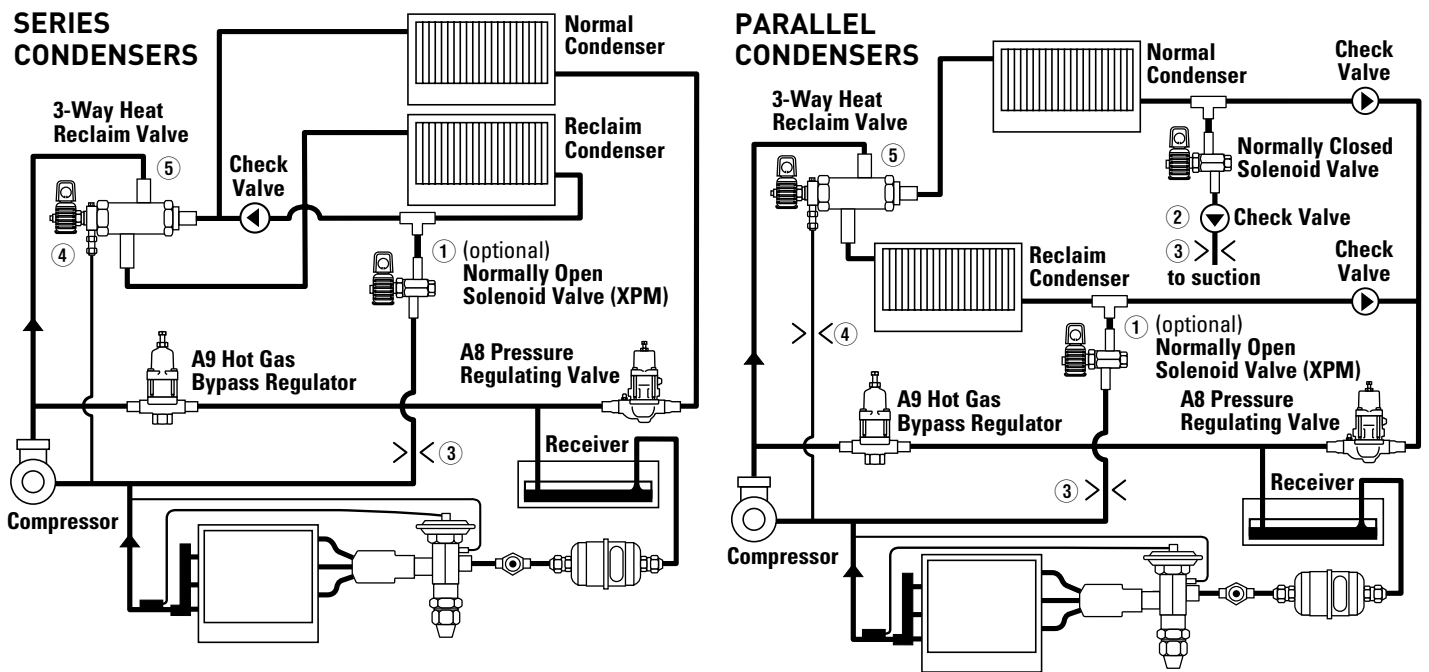 SERIES
CONDENSERS
Normal
Condenser
3-Way Heat
Reclaim Valve
⑤
Check
Valve
Reclaim
Condenser
④
① (optional)
Normally Open
Solenoid Valve (XPM)
A9 Hot Gas
Bypass Regulator
A8 Pressure
Regulating Valve
③
Receiver
Compressor
PARALLEL
CONDENSERS
Normal
Condenser
Check
Valve
3-Way Heat
Reclaim Valve
⑤
Normally Closed
Solenoid Valve
② Check Valve
③
to suction
Reclaim
Condenser
Check
Valve
④
① (optional)
Normally Open
Solenoid Valve (XPM)
A9 Hot Gas
Bypass Regulator
A8 Pressure
Regulating Valve
③
Receiver
Compressor